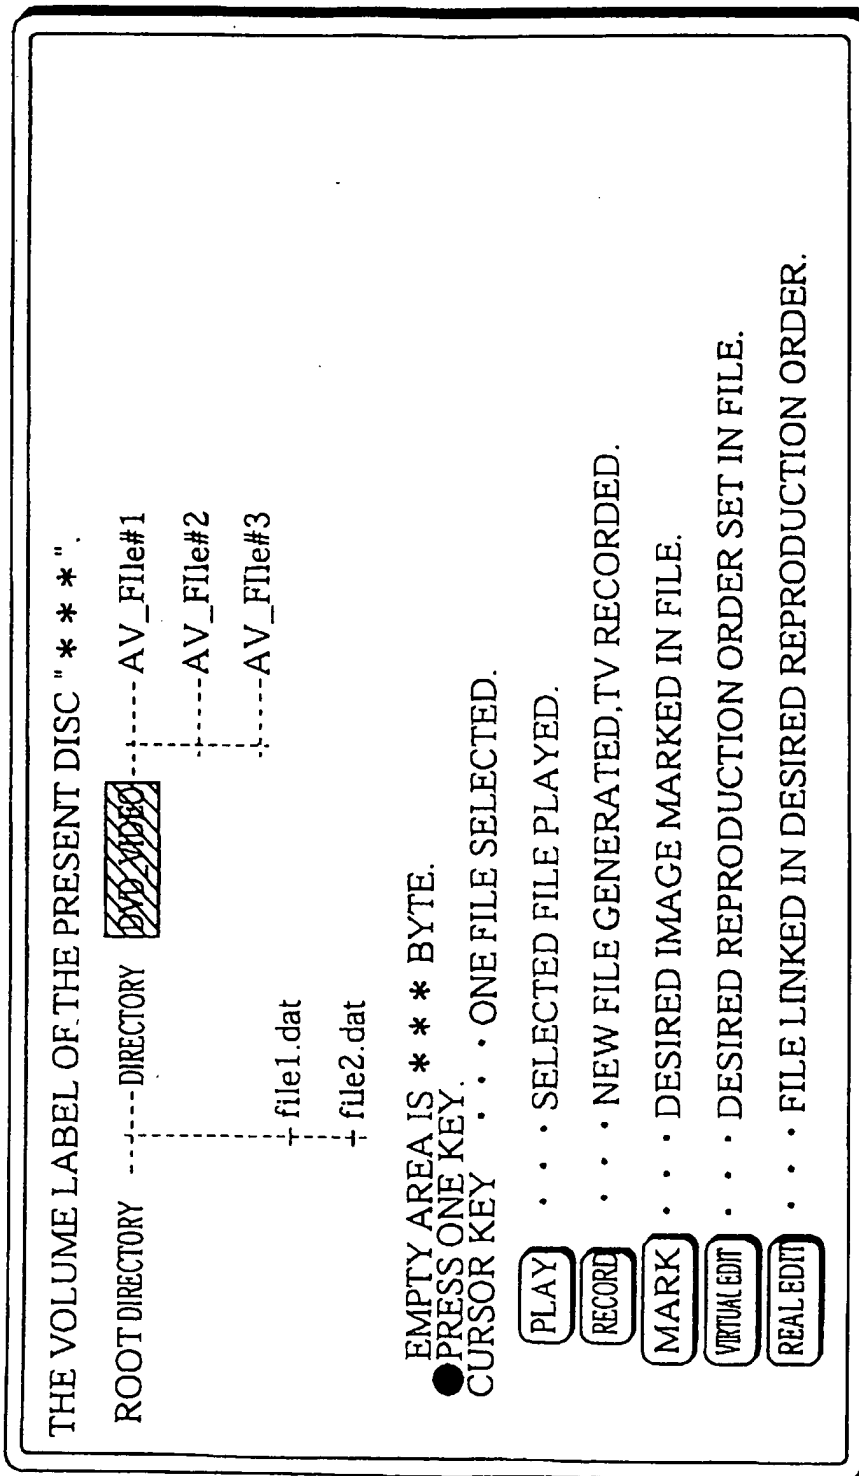 THE VOLUME LABEL OF THE PRESENT DISC "***".
ROOT DIRECTORY -----DIRECTORY DVD_VIDEO -----AV_FIle#1
-----AV_FIle#2
file1.dat -----AV_FIle#3
file2.dat
EMPTY AREA IS *** BYTE.
●PRESS ONE KEY.
CURSOR KEY ・・・ONE FILE SELECTED.
PLAY ・・・SELECTED FILE PLAYED.
RECORD ・・・NEW FILE GENERATED,TV RECORDED.
MARK ・・・DESIRED IMAGE MARKED IN FILE.
VIRTUAL EDIT ・・・DESIRED REPRODUCTION ORDER SET IN FILE.
REAL EDIT ・・・FILE LINKED IN DESIRED REPRODUCTION ORDER.